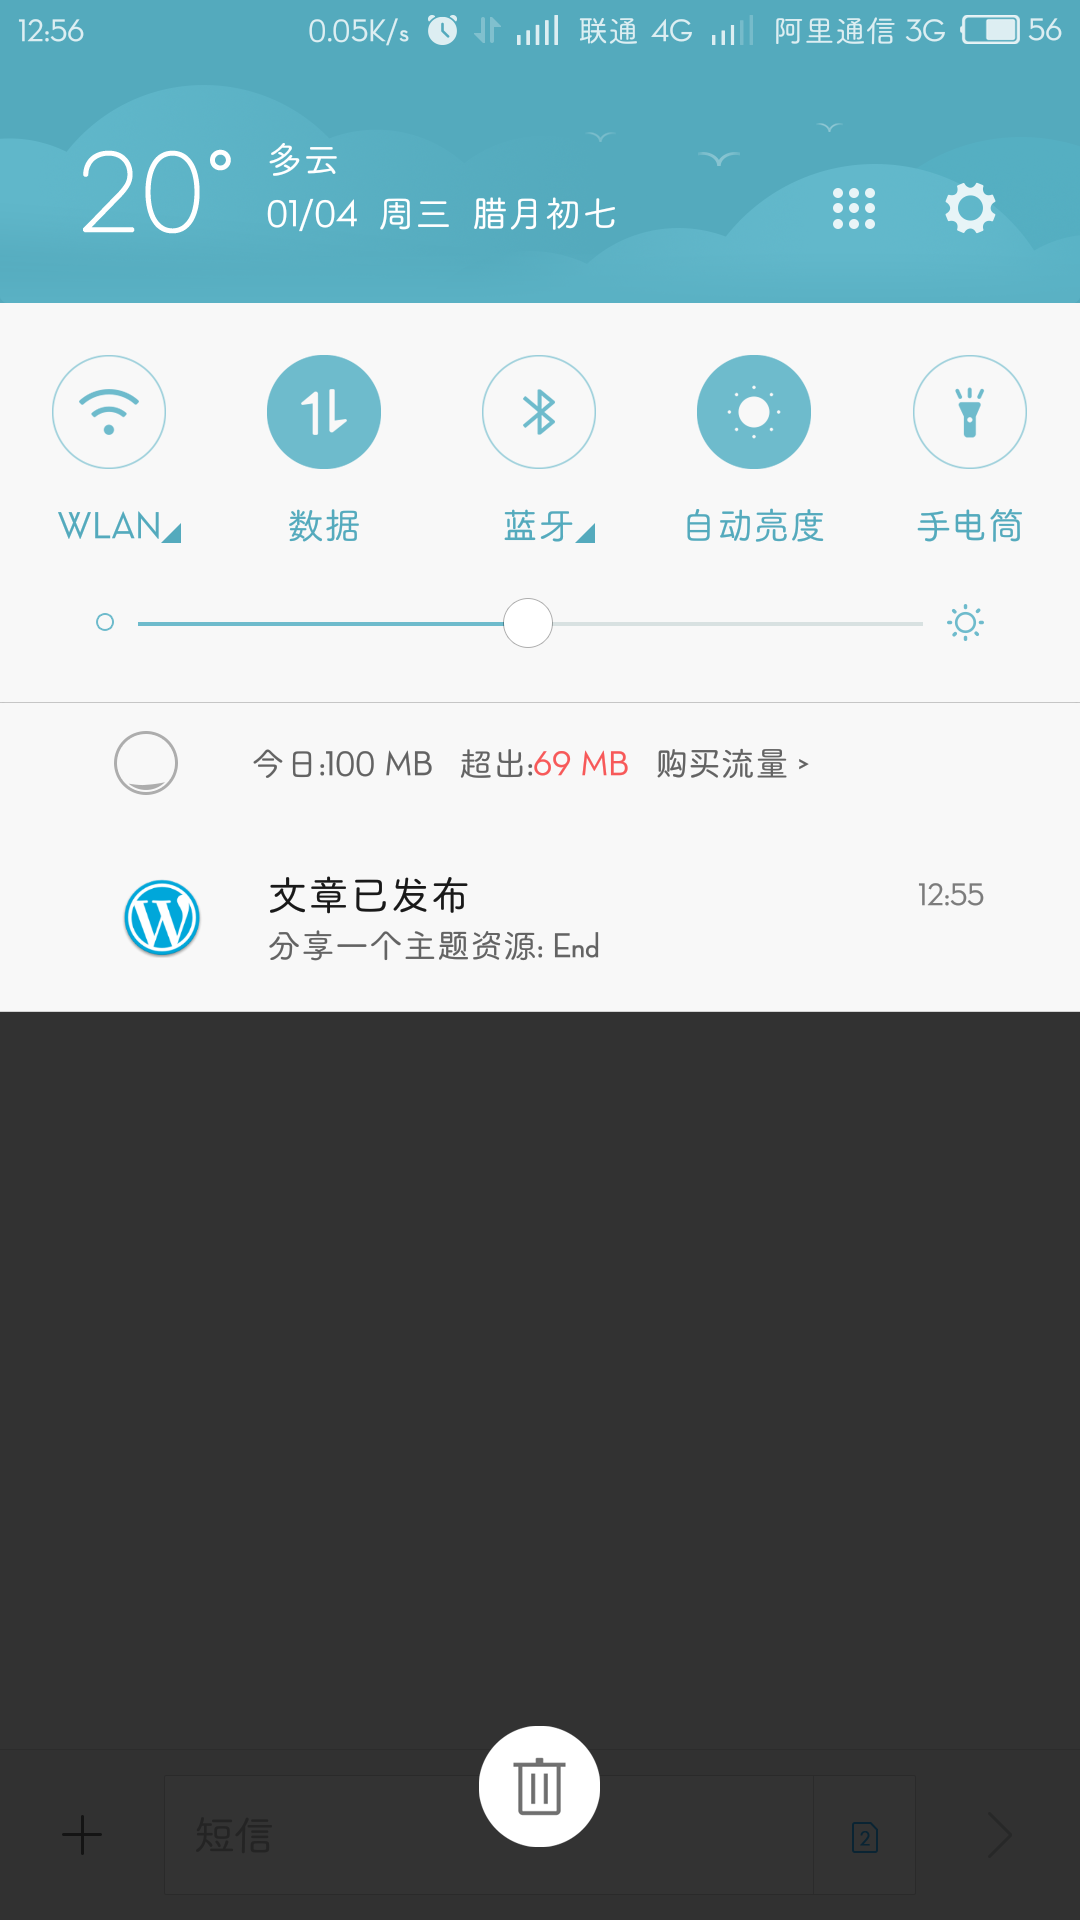 12:56 0.05K/s 联通 4G 阿里通信 3G 56
20° 多云
01/04 周三 腊月初七
WLAN 数据 蓝牙 自动亮度 手电筒
今日:100 MB 超出:69 MB 购买流量 >
文章已发布 12:55
分享一个主题资源: End
短信 2